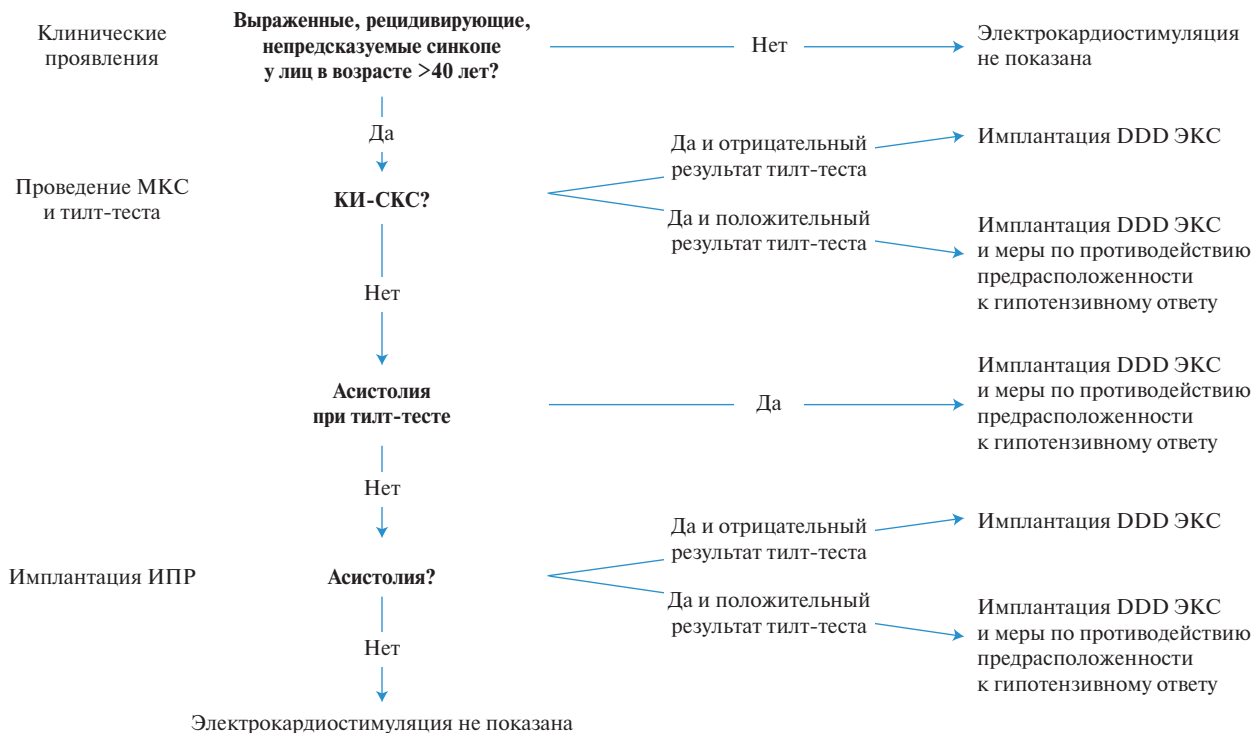 Клинические
проявления
Выраженные, рецидивирующие,
непредсказуемые синкопе
у лиц в возрасте >40 лет?
Нет
Электрокардиостимуляция
не показана
Да
Проведение МКС
и тилт-теста
КИ-СКС?
Да и отрицательный
результат тилт-теста
Имплантация DDD ЭКС
Да и положительный
результат тилт-теста
Имплантация DDD ЭКС
и меры по противодействию
предрасположенности
к гипотензивному ответу
Нет
Асистолия
при тилт-тесте
Да
Имплантация DDD ЭКС
и меры по противодействию
предрасположенности
к гипотензивному ответу
Нет
Имплантация ИПР
Асистолия?
Да и отрицательный
результат тилт-теста
Имплантация DDD ЭКС
Да и положительный
результат тилт-теста
Имплантация DDD ЭКС
и меры по противодействию
предрасположенности
к гипотензивному ответу
Нет
Электрокардиостимуляция не показана